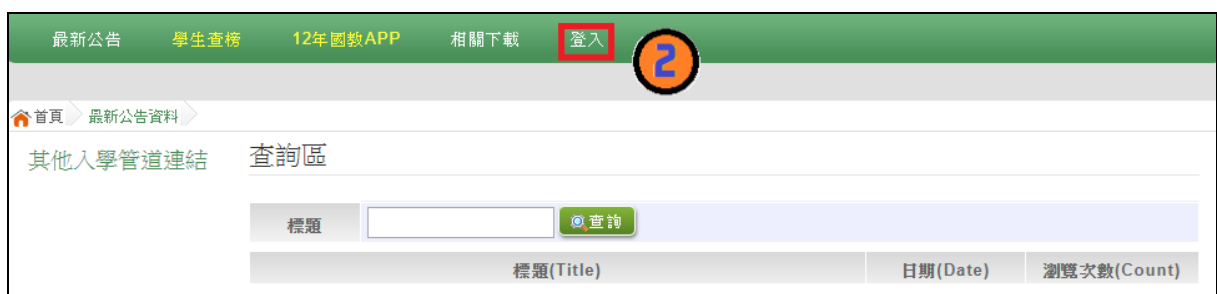 最新公告 學生查榜 12年國教APP 相關下載 登入 2
首頁 最新公告資料
其他入學管道連結 查詢區
標題 查詢
標題(Title) 日期(Date) 瀏覽次數(Count)